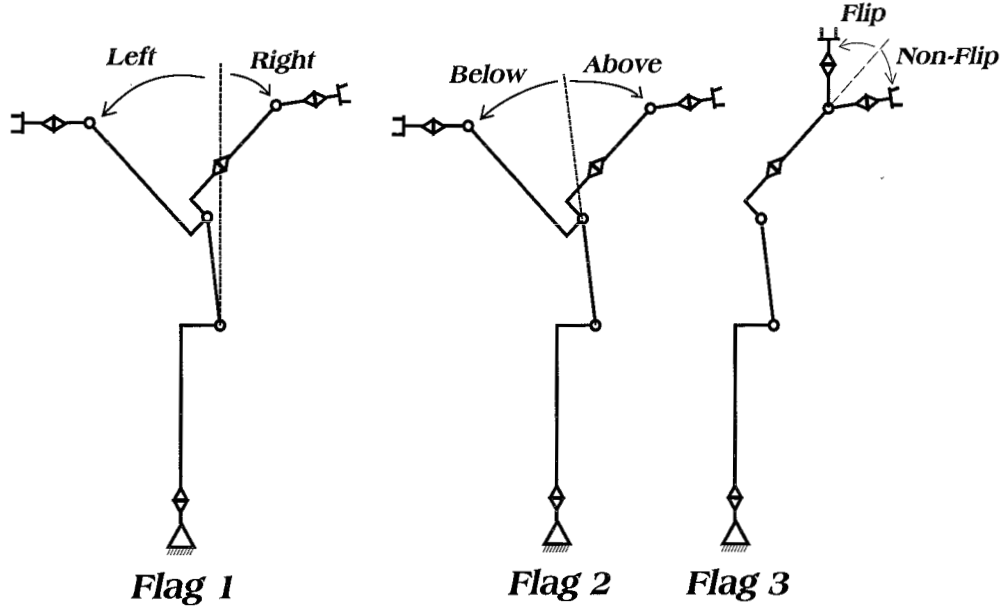 Left
Right
Below
Above
Flip
Non-Flip
Flag 1
Flag 2
Flag 3